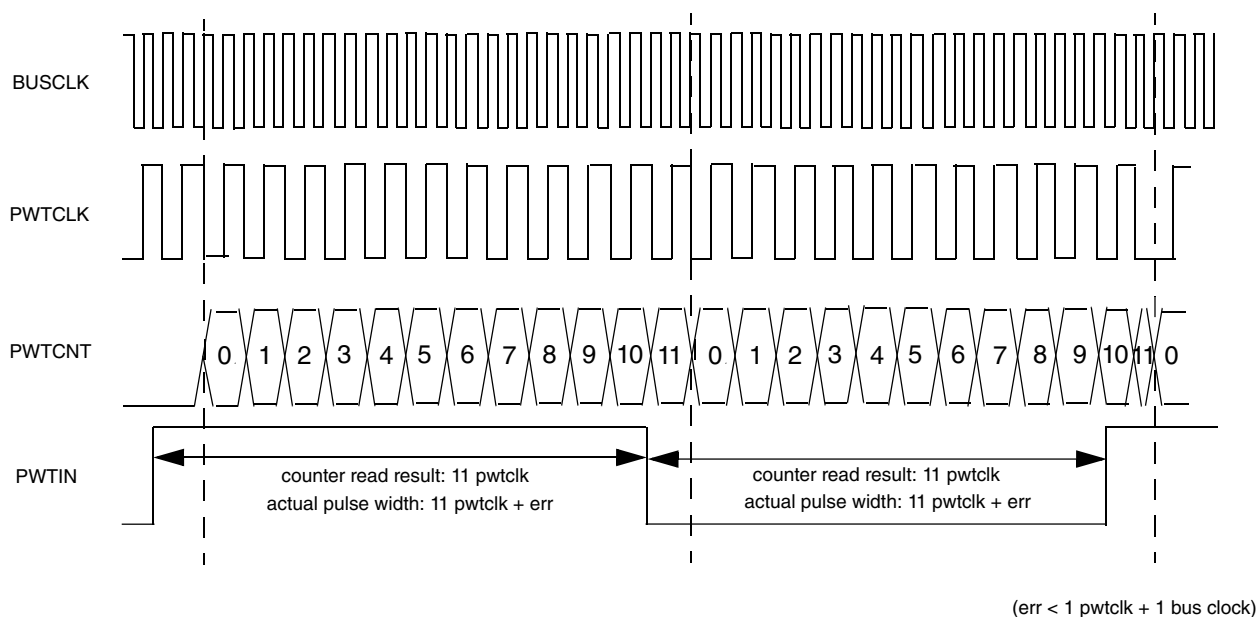 BUSCLK
PWTCLK
PWTCNT
0 1 2 3 4 5 6 7 8 9 10 11 0 1 2 3 4 5 6 7 8 9 10 11 0
PWTIN
counter read result: 11 pwtclk
actual pulse width: 11 pwtclk + err
counter read result: 11 pwtclk
actual pulse width: 11 pwtclk + err
(err < 1 pwtclk + 1 bus clock)